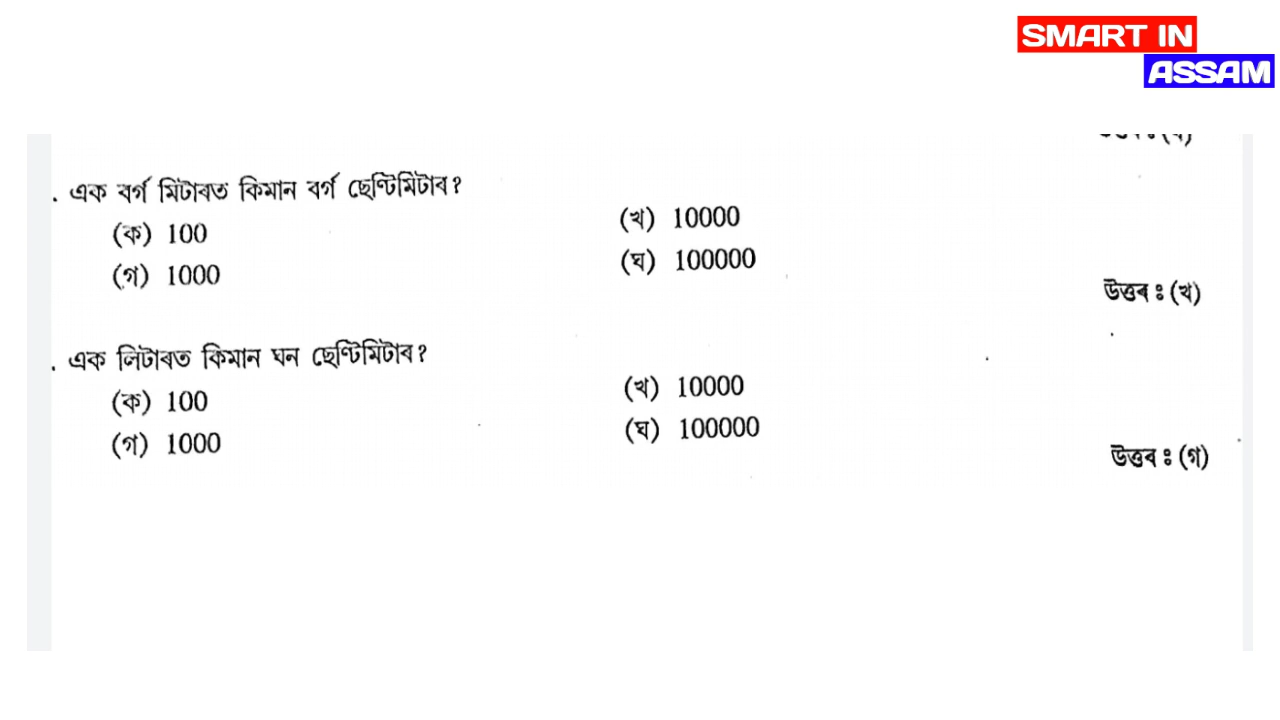 SMART IN
ASSAM
. এক বৰ্গ মিটাৰত কিমান বৰ্গ ছেণ্টিমিটাৰ?
(ক) 100
(খ) 10000
(গ) 1000
(ঘ) 100000
উত্তৰ ঃ (খ)
. এক লিটাৰত কিমান ঘন ছেণ্টিমিটাৰ?
(ক) 100
(খ) 10000
(গ) 1000
(ঘ) 100000
উত্তৰ ঃ (গ)